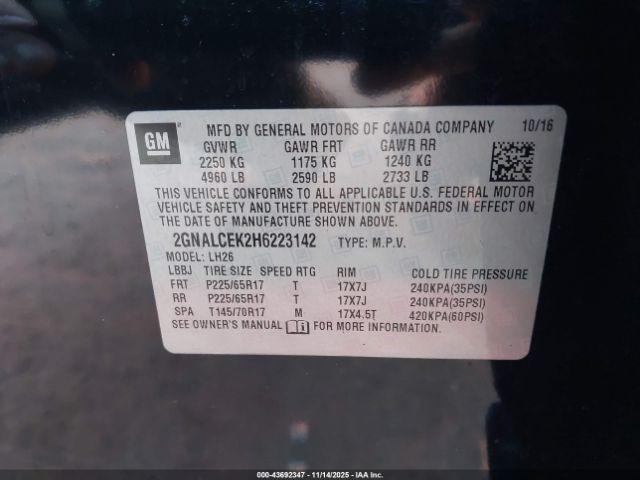 GM
MFD BY GENERAL MOTORS OF CANADA COMPANY 10/16
GVWR GAWR FRT GAWR RR
2250 KG 1175 KG 1240 KG
4960 LB 2590 LB 2733 LB
THIS VEHICLE CONFORMS TO ALL APPLICABLE U.S. FEDERAL MOTOR
VEHICLE SAFETY AND THEFT PREVENTION STANDARDS IN EFFECT ON
THE DATE OF MANUFACTURE SHOWN ABOVE.
2GNALCEK2H6223142 TYPE: M.P.V.
MODEL: LH26
LBBJ TIRE SIZE SPEED RTG RIM COLD TIRE PRESSURE
FRT P225/65R17 T 17X7J 240KPA(35PSI)
RR P225/65R17 T 17X7J 240KPA(35PSI)
SPA T145/70R17 M 17X4.5T 420KPA(60PSI)
SEE OWNER'S MANUAL FOR MORE INFORMATION.
000-43692347 - 11/14/2025 - IAA Inc.